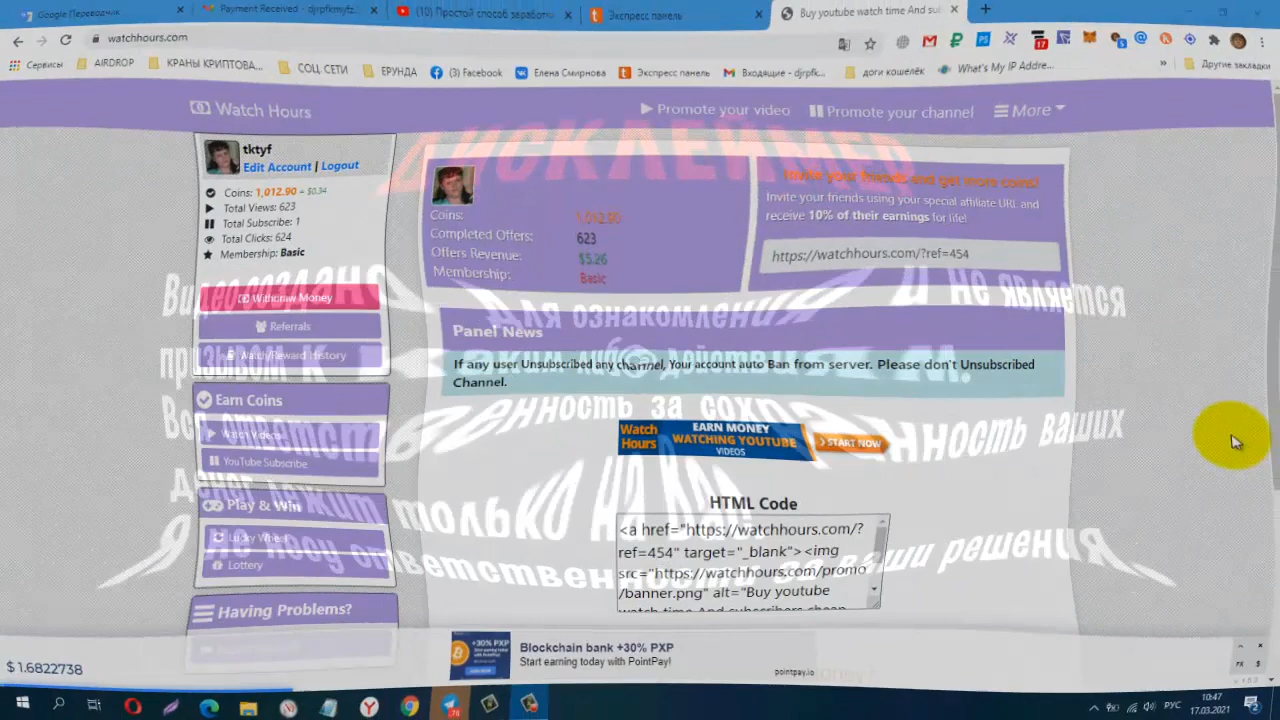 Google Переводчик
Payment Received - djrpfkmyfz...
(10) Простой способ заработка
Экспресс панель
Buy youtube watch time And sub
watchhours.com
Сервисы
AIRDROP
КРАНЫ КРИПТОВА...
СОЦ.СЕТИ
ЕРУНДА
(3) Facebook
Елена Смирнова
Экспресс панель
Входящие - djrpfk...
доги кошелёк
What's My IP Addre...
Другие закладки
Watch Hours
Promote your video
Promote your channel
More
ДИСКЛЕЙМЕР
tktyf
Edit Account | Logout
Coins: 1,012.90 = $0.34
Total Views: 623
Total Subscribe: 1
Total Clicks: 624
Membership: Basic
Withdraw Money
Referrals
Watch/Reward History
Earn Coins
Watch Videos
YouTube Subscribe
Play & Win
Lucky Wheel
Lottery
Having Problems?
Coins: 1,012.90
Completed Offers: 623
Offers Revenue: $5.26
Membership: Basic
Invite your friends and get more coins!
Invite your friends using your special affiliate URL and
receive 10% of their earnings for life!
https://watchhours.com/?ref=454
Видео создано Для ознакомления И не является
призывом к каким либо действиям.
Вся ответственность за сохранность ваших
денег лежит только на Вас!
Я не несу ответственность за ваши решения
Panel News
If any user Unsubscribed any channel, Your account auto Ban from server. Please don't Unsubscribed
Channel.
Watch Hours
EARN MONEY
WATCHING YOUTUBE
VIDEOS
START NOW
HTML Code
<a href="https://watchhours.com/?
ref=454" target="_blank"><img
src="https://watchhours.com/promo
/banner.png" alt="Buy youtube
watch time And subscribers cheap
$ 1.6822738
+30% PXP
Blockchain bank +30% PXP
Start earning today with PointPay!
pointpay.io
78
РУС
10:47
17.03.2021